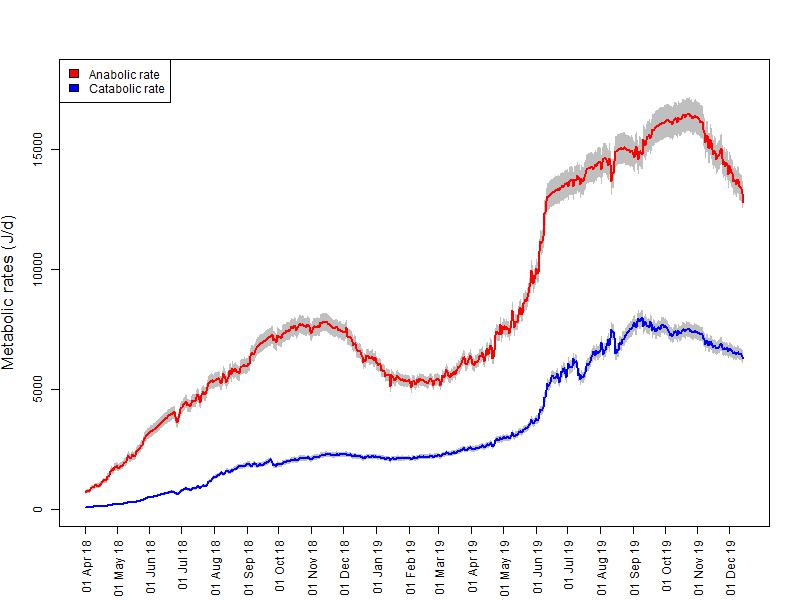 Anabolic rate
Catabolic rate
Metabolic rates (J/d)
15000
10000
5000
0
01 Apr 18
01 May 18
01 Jun 18
01 Jul 18
01 Aug 18
01 Sep 18
01 Oct 18
01 Nov 18
01 Dec 18
01 Jan 19
01 Feb 19
01 Mar 19
01 Apr 19
01 May 19
01 Jun 19
01 Jul 19
01 Aug 19
01 Sep 19
01 Oct 19
01 Nov 19
01 Dec 19